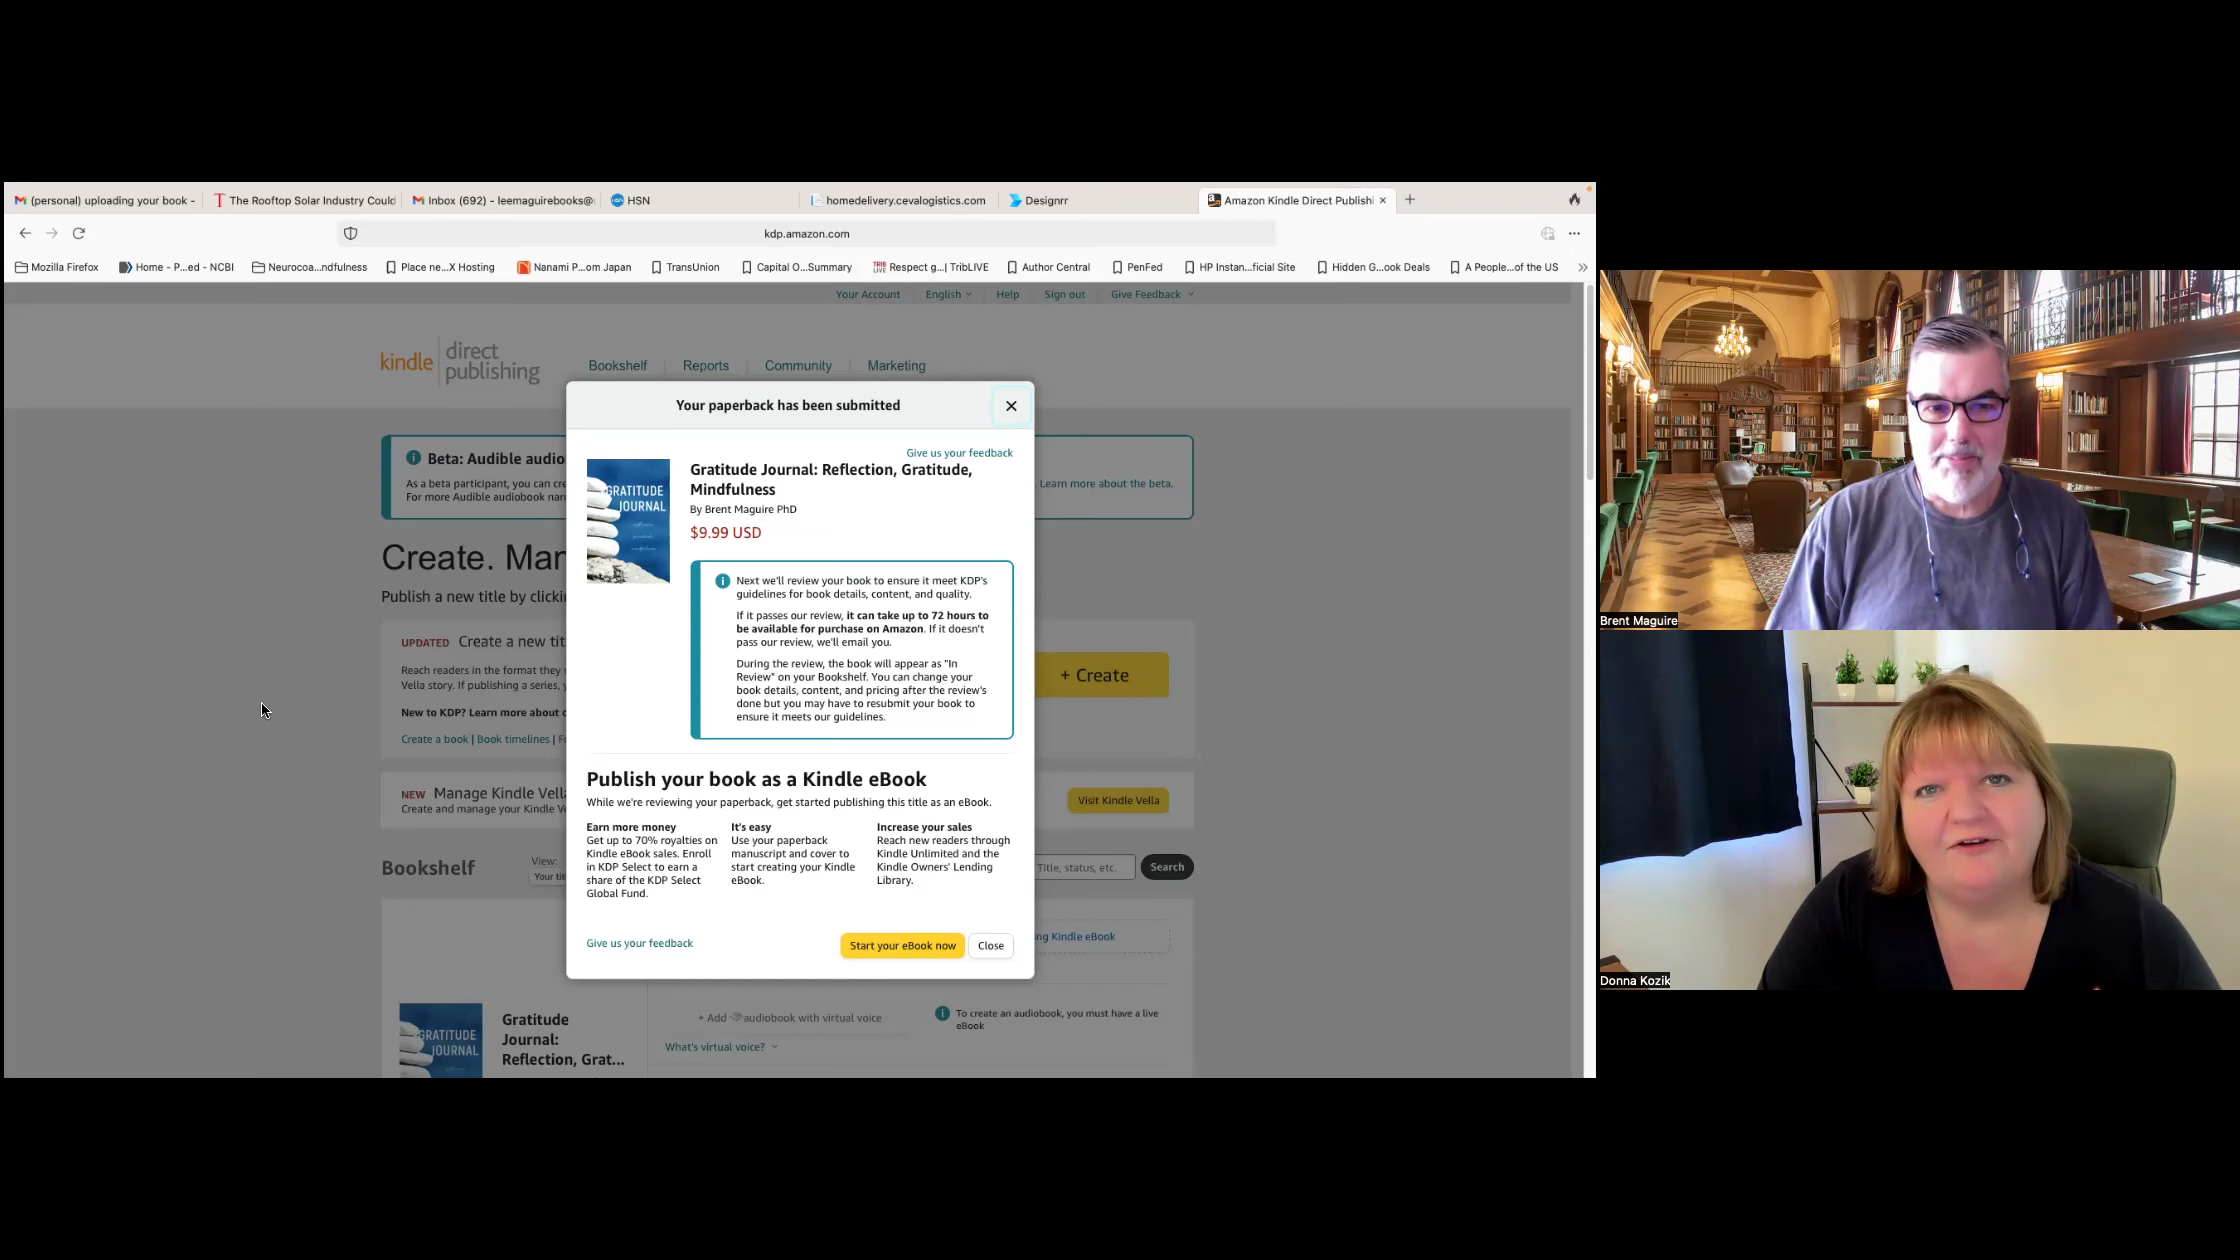 (personal) uploading your book -
The Rooftop Solar Industry Could
Inbox (692) - leemaguirebooks@
HSN
homedelivery.cevalogistics.com
Designrr
Amazon Kindle Direct Publishi
kdp.amazon.com
Mozilla Firefox
Home - P...ed - NCBI
Neurocoa...ndfulness
Place ne...X Hosting
Nanami P...om Japan
TransUnion
Capital O...Summary
TRIB LIVE Respect g...| TribLIVE
Author Central
PenFed
HP Instan...ficial Site
Hidden G...ook Deals
A People...of the US
Your Account
English
Help
Sign out
Give Feedback
kindle direct publishing
Bookshelf
Reports
Community
Marketing
Your paperback has been submitted
Give us your feedback
Gratitude Journal: Reflection, Gratitude,
Mindfulness
By Brent Maguire PhD
$9.99 USD
GRATITUDE
JOURNAL
Next we'll review your book to ensure it meet KDP's
guidelines for book details, content, and quality.
If it passes our review, it can take up to 72 hours to
be available for purchase on Amazon. If it doesn't
pass our review, we'll email you.
During the review, the book will appear as "In
Review" on your Bookshelf. You can change your
book details, content, and pricing after the review's
done but you may have to resubmit your book to
ensure it meets our guidelines.
Publish your book as a Kindle eBook
While we're reviewing your paperback, get started publishing this title as an eBook.
Earn more money
Get up to 70% royalties on
Kindle eBook sales. Enroll
in KDP Select to earn a
share of the KDP Select
Global Fund.
It's easy
Use your paperback
manuscript and cover to
start creating your Kindle
eBook.
Increase your sales
Reach new readers through
Kindle Unlimited and the
Kindle Owners' Lending
Library.
Give us your feedback
Start your eBook now
Close
Beta: Audible audio
As a beta participant, you can cre
For more Audible audiobook nar
Learn more about the beta.
Create. Man
Publish a new title by clicki
UPDATED Create a new tit
Reach readers in the format they
Vella story. If publishing a series, y
New to KDP? Learn more about
Create a book | Book timelines |
+ Create
NEW Manage Kindle Vell
Create and manage your Kindle Ve
Visit Kindle Vella
Bookshelf
View:
Your tit
Title, status, etc.
Search
ng Kindle eBook
GRATITUDE
JOURNAL
Gratitude
Journal:
Reflection, Grat...
+ Add audiobook with virtual voice
What's virtual voice?
To create an audiobook, you must have a live
eBook
Brent Maguire
Donna Kozik